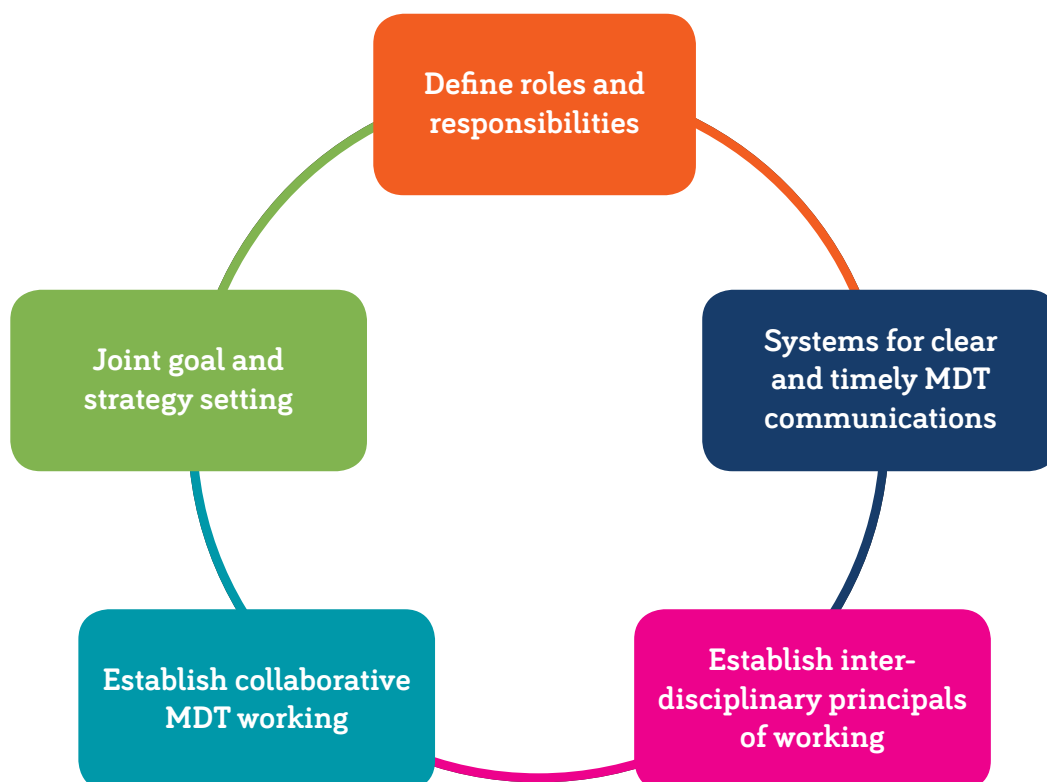 Define roles and
responsibilities
Systems for clear
and timely MDT
communications
Establish inter-
disciplinary principals
of working
Establish collaborative
MDT working
Joint goal and
strategy setting